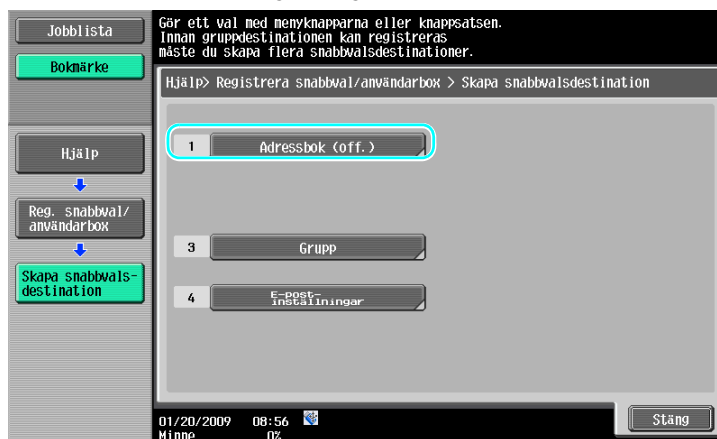 Jobblista
Bokmärke
Gör ett val med menyknapparna eller knappsatsen.
Innan gruppdestinationen kan registreras
måste du skapa flera snabbvalsdestinationer.
Hjälp> Registrera snabbval/användarbox > Skapa snabbvalsdestination
Hjälp
Reg. snabbval/
användarbox
Skapa snabbvals-
destination
1 Adressbok (off.)
3 Grupp
4 E-post-
inställningar
01/20/2009 08:56
Minne 0%
Stäng